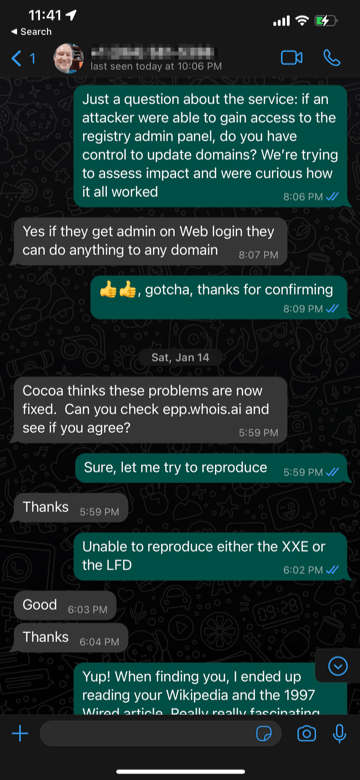 11:41
Search
1
last seen today at 10:06 PM
Just a question about the service: if an
attacker were able to gain access to the
registry admin panel, do you have
control to update domains? We’re trying
to assess impact and were curious how
it all worked
8:06 PM
Yes if they get admin on Web login they
can do anything to any domain
8:07 PM
👍👍, gotcha, thanks for confirming
8:09 PM
Sat, Jan 14
Cocoa thinks these problems are now
fixed. Can you check epp.whois.ai and
see if you agree?
5:59 PM
Sure, let me try to reproduce 5:59 PM
Thanks 5:59 PM
Unable to reproduce either the XXE or
the LFD
6:02 PM
Good 6:03 PM
Thanks 6:04 PM
Yup! When finding you, I ended up
reading your Wikipedia and the 1997
Wired article. Really really fascinating